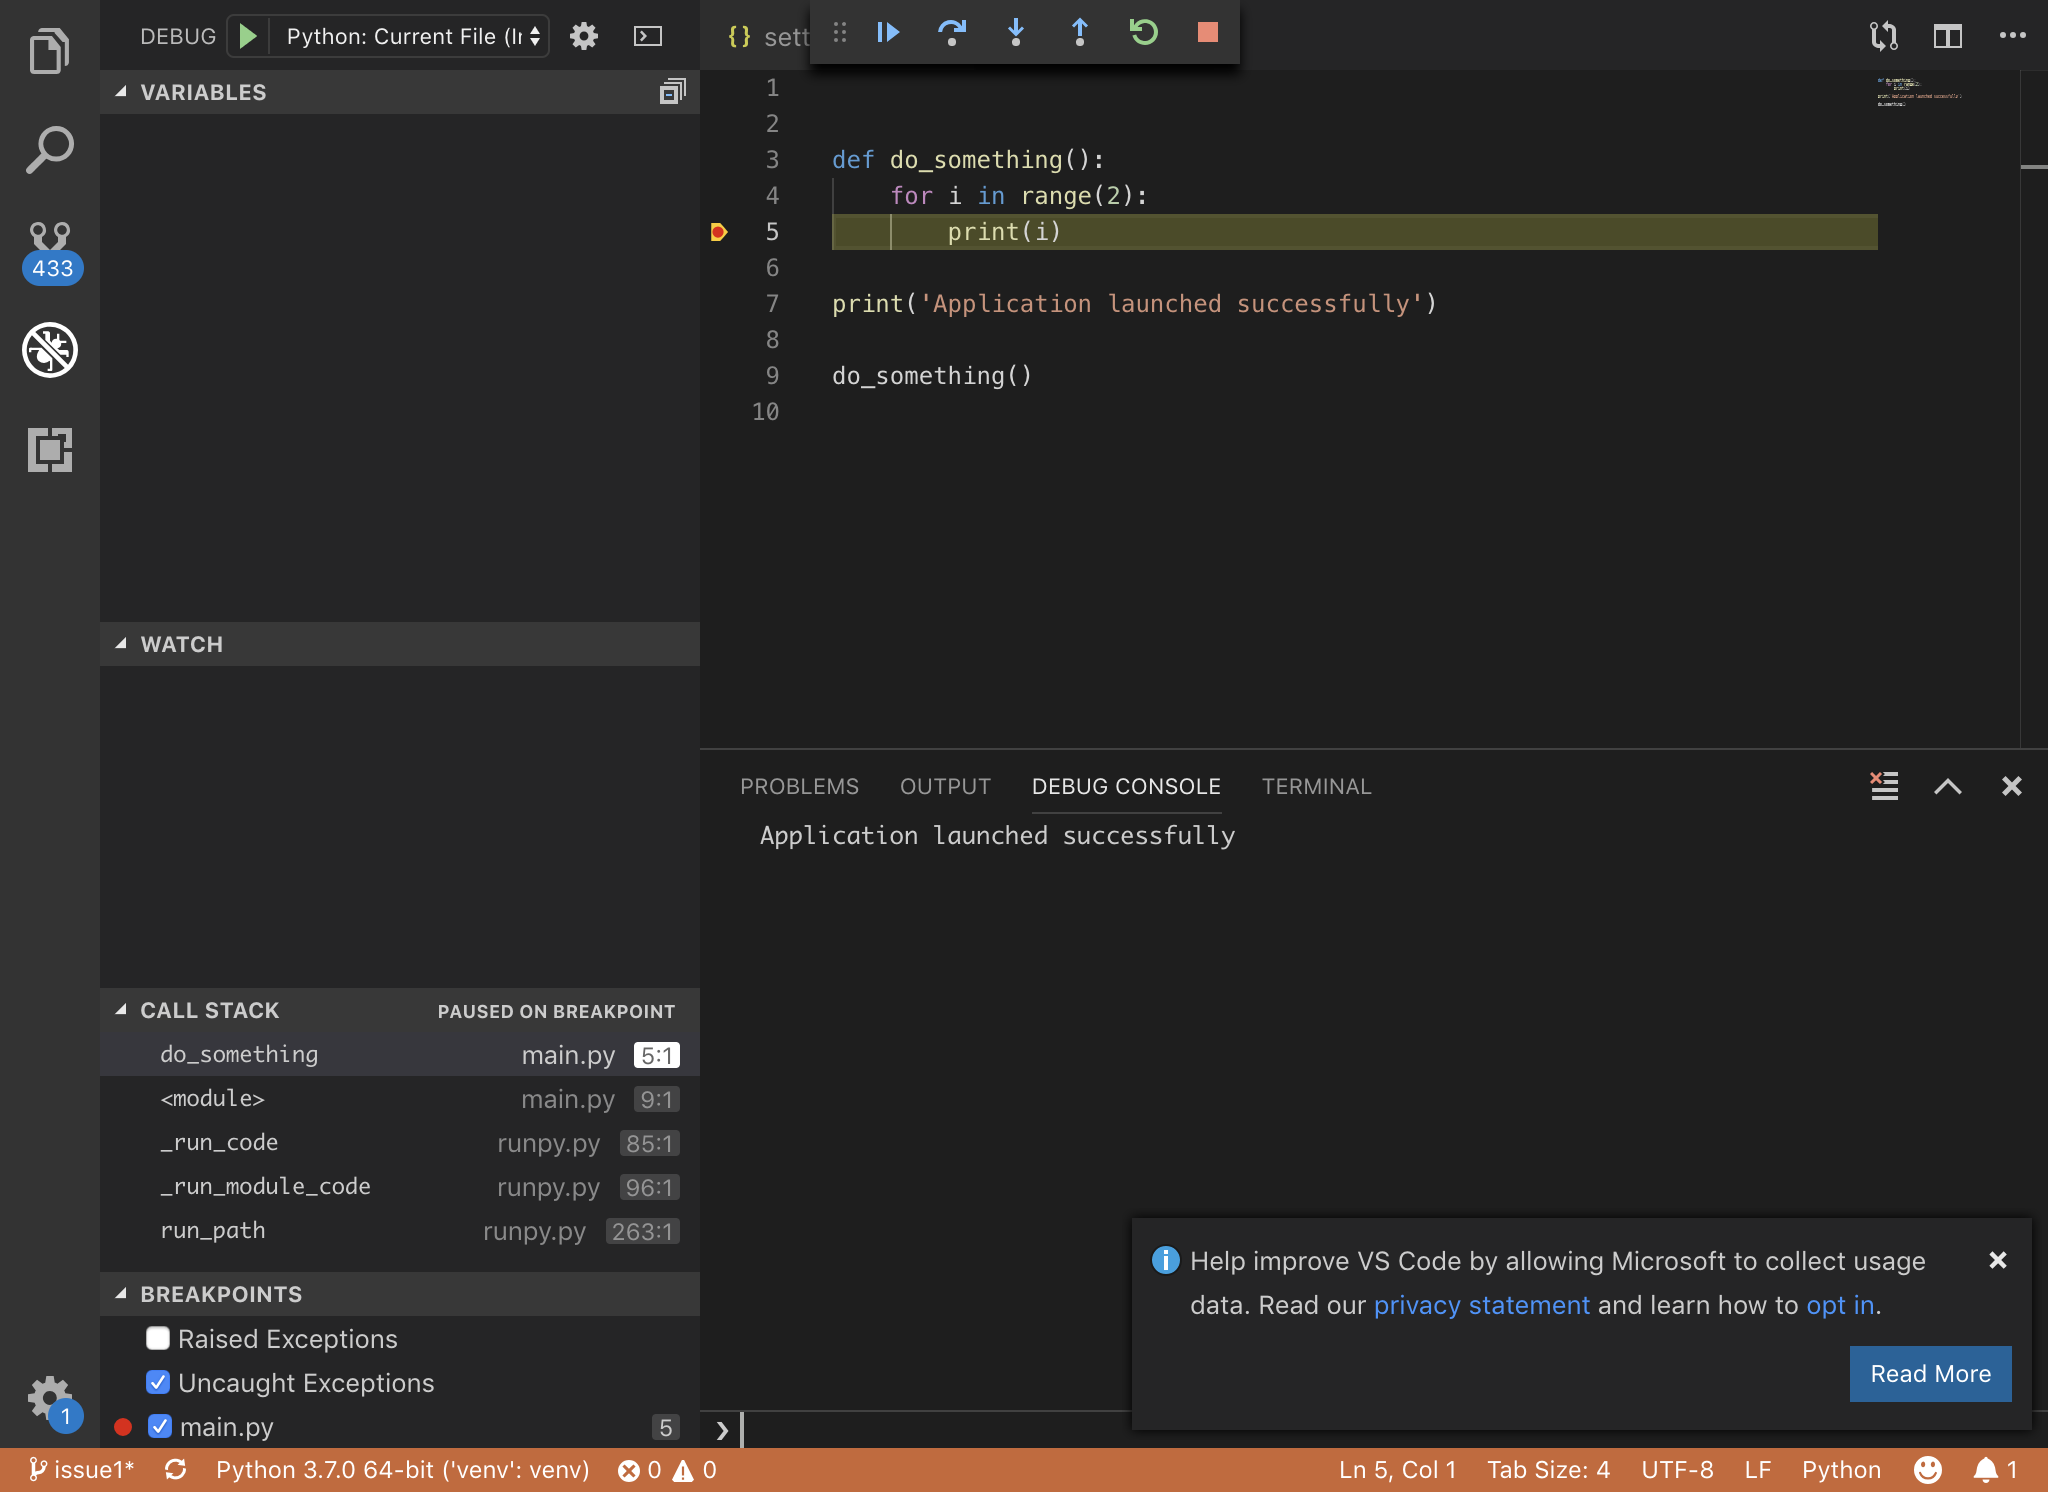 DEBUG Python: Current File (Ir
VARIABLES
433
WATCH
CALL STACK PAUSED ON BREAKPOINT
do_something main.py 5:1
<module> main.py 9:1
_run_code runpy.py 85:1
_run_module_code runpy.py 96:1
run_path runpy.py 263:1
BREAKPOINTS
Raised Exceptions
Uncaught Exceptions
main.py 5
1
{} sett
1
2
3 def do_something():
4 for i in range(2):
5 print(i)
6
7 print('Application launched successfully')
8
9 do_something()
10
PROBLEMS OUTPUT DEBUG CONSOLE TERMINAL
Application launched successfully
Help improve VS Code by allowing Microsoft to collect usage
data. Read our privacy statement and learn how to opt in.
Read More
issue1* Python 3.7.0 64-bit ('venv': venv) 0 0 Ln 5, Col 1 Tab Size: 4 UTF-8 LF Python 1